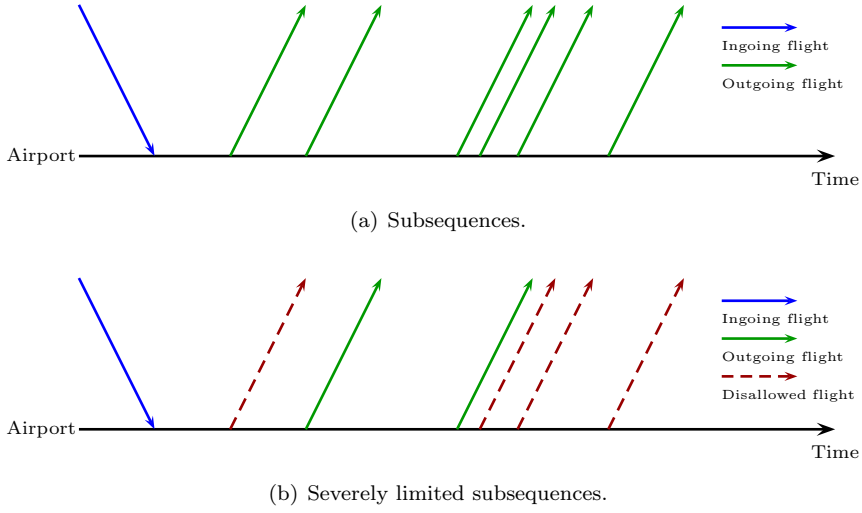 Ingoing flight
Outgoing flight
Airport
Time
(a) Subsequences.
Ingoing flight
Outgoing flight
Disallowed flight
Airport
Time
(b) Severely limited subsequences.